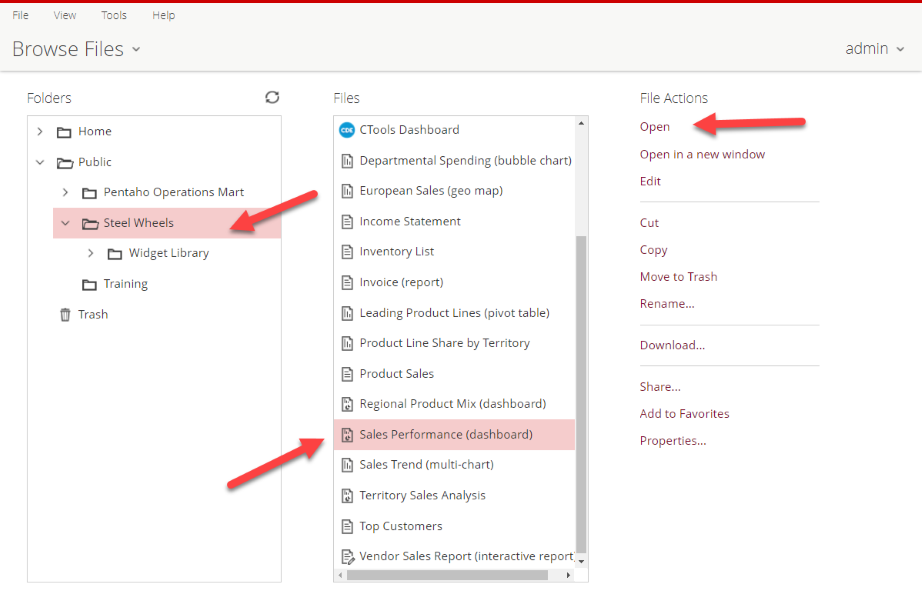 File View Tools Help
Browse Files
admin
Folders
Home
Public
Pentaho Operations Mart
Steel Wheels
Widget Library
Training
Trash
Files
CDE CTools Dashboard
Departmental Spending (bubble chart)
European Sales (geo map)
Income Statement
Inventory List
Invoice (report)
Leading Product Lines (pivot table)
Product Line Share by Territory
Product Sales
Regional Product Mix (dashboard)
Sales Performance (dashboard)
Sales Trend (multi-chart)
Territory Sales Analysis
Top Customers
Vendor Sales Report (interactive report
File Actions
Open
Open in a new window
Edit
Cut
Copy
Move to Trash
Rename...
Download...
Share...
Add to Favorites
Properties...